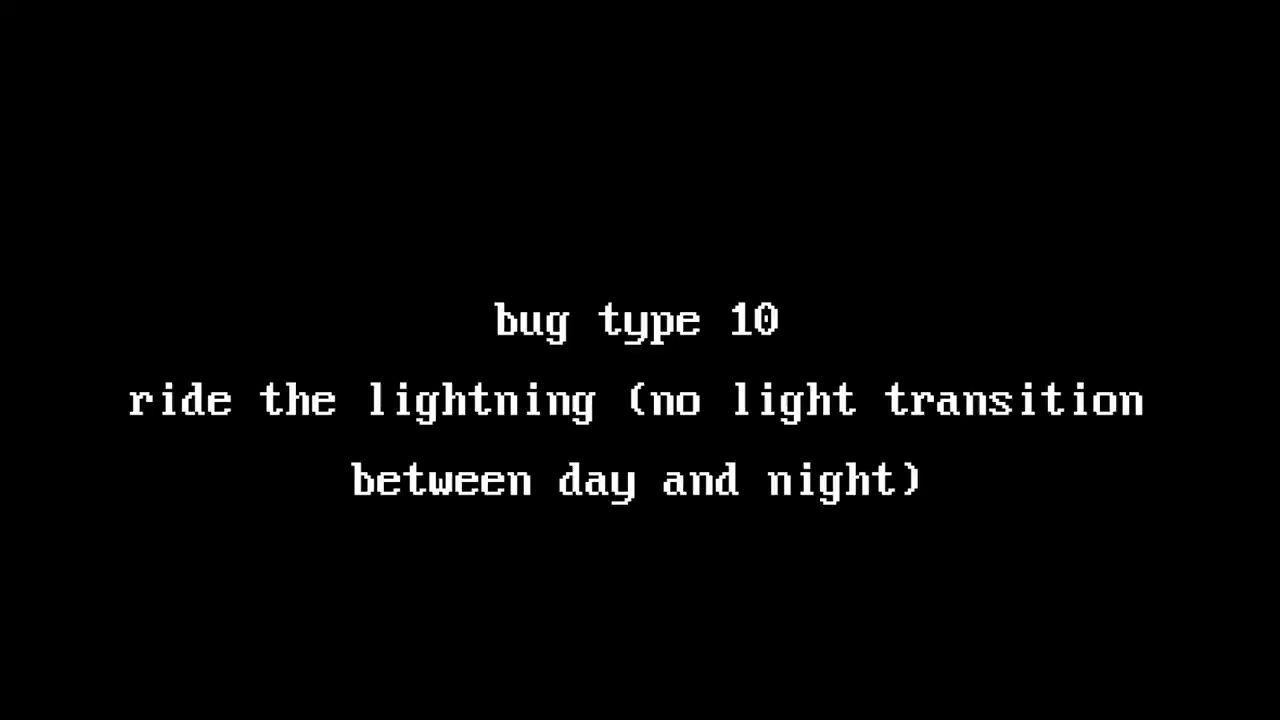 bug type 10
ride the lightning (no light transition
between day and night)